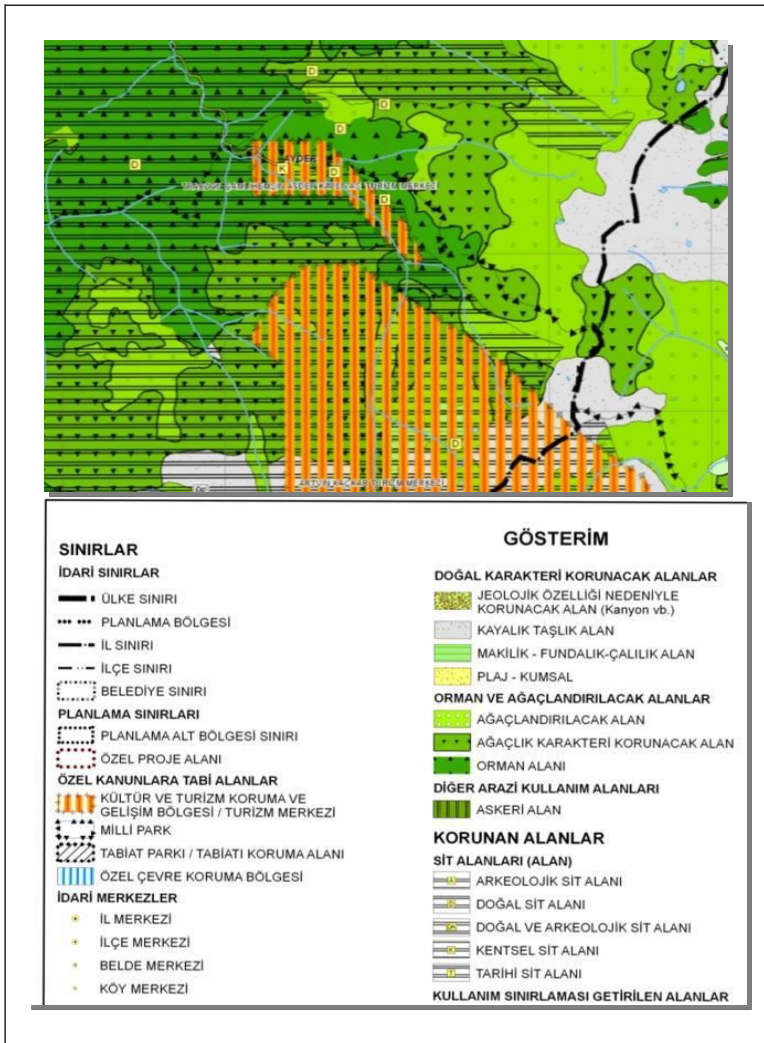 D
D
D
AYDER
D
K
D
TURİZM MERKEZİ
D
D
ARTVİN KAÇKAR TURİZM MERKEZİ
SINIRLAR
İDARİ SINIRLAR
ÜLKE SINIRI
PLANLAMA BÖLGESİ
İL SINIRI
İLÇE SINIRI
BELEDİYE SINIRI
PLANLAMA SINIRLARI
PLANLAMA ALT BÖLGESİ SINIRI
ÖZEL PROJE ALANI
ÖZEL KANUNLARA TABİ ALANLAR
KÜLTÜR VE TURİZM KORUMA VE
GELİŞİM BÖLGESİ / TURİZM MERKEZİ
MİLLİ PARK
TABİAT PARKI / TABİATI KORUMA ALANI
ÖZEL ÇEVRE KORUMA BÖLGESİ
İDARİ MERKEZLER
İL MERKEZİ
İLÇE MERKEZİ
BELDE MERKEZİ
KÖY MERKEZİ
GÖSTERİM
DOĞAL KARAKTERİ KORUNACAK ALANLAR
JEOLOJİK ÖZELLİĞİ NEDENİYLE
KORUNACAK ALAN (Kanyon vb.)
KAYALIK TAŞLIK ALAN
MAKİLİK - FUNDALIK-ÇALILIK ALAN
PLAJ - KUMSAL
ORMAN VE AĞAÇLANDIRILACAK ALANLAR
AĞAÇLANDIRILACAK ALAN
AĞAÇLIK KARAKTERİ KORUNACAK ALAN
ORMAN ALANI
DİĞER ARAZİ KULLANIM ALANLARI
ASKERİ ALAN
KORUNAN ALANLAR
SİT ALANLARI (ALAN)
A ARKEOLOJİK SİT ALANI
D DOĞAL SİT ALANI
DA DOĞAL VE ARKEOLOJİK SİT ALANI
K KENTSEL SİT ALANI
T TARİHİ SİT ALANI
KULLANIM SINIRLAMASI GETİRİLEN ALANLAR